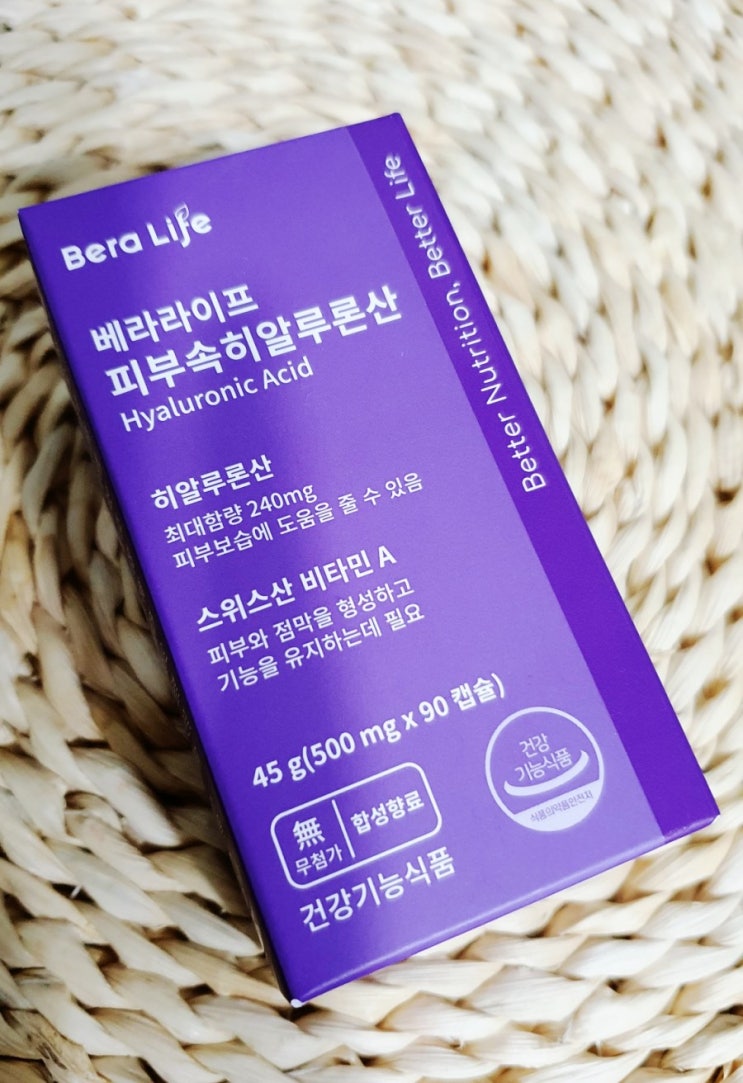 Bera Life
베라라이프
피부속히알루론산
Hyaluronic Acid
히알루론산
최대함량 240mg
피부보습에 도움을 줄 수 있음
스위스산 비타민 A
피부와 점막을 형성하고
기능을 유지하는데 필요
45 g(500 mg x 90 캡슐)
無
무첨가
합성향료
건강기능식품
건강
기능식품
식품의약품안전처
Better Nutrition, Better Life